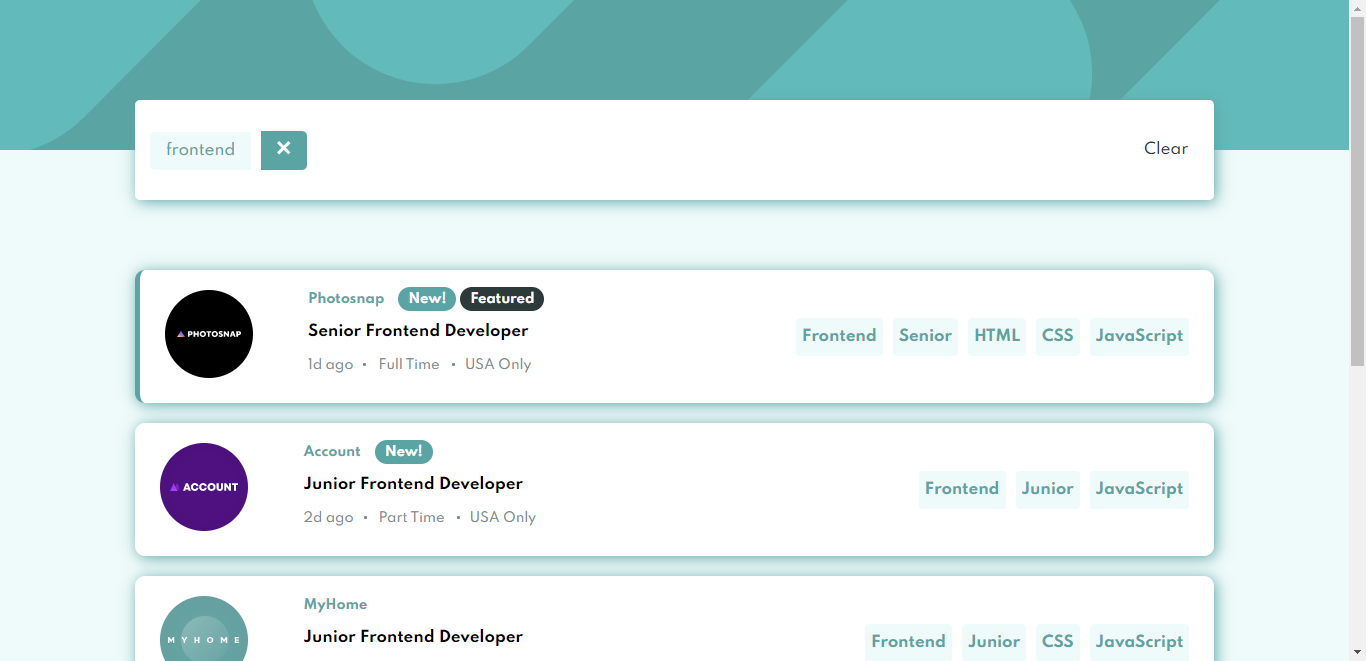 frontend ✕ Clear
PHOTOSNAP
Photosnap New! Featured
Senior Frontend Developer
1d ago • Full Time • USA Only
Frontend Senior HTML CSS JavaScript
ACCOUNT
Account New!
Junior Frontend Developer
2d ago • Part Time • USA Only
Frontend Junior JavaScript
MYHOME
MyHome
Junior Frontend Developer
Frontend Junior CSS JavaScript